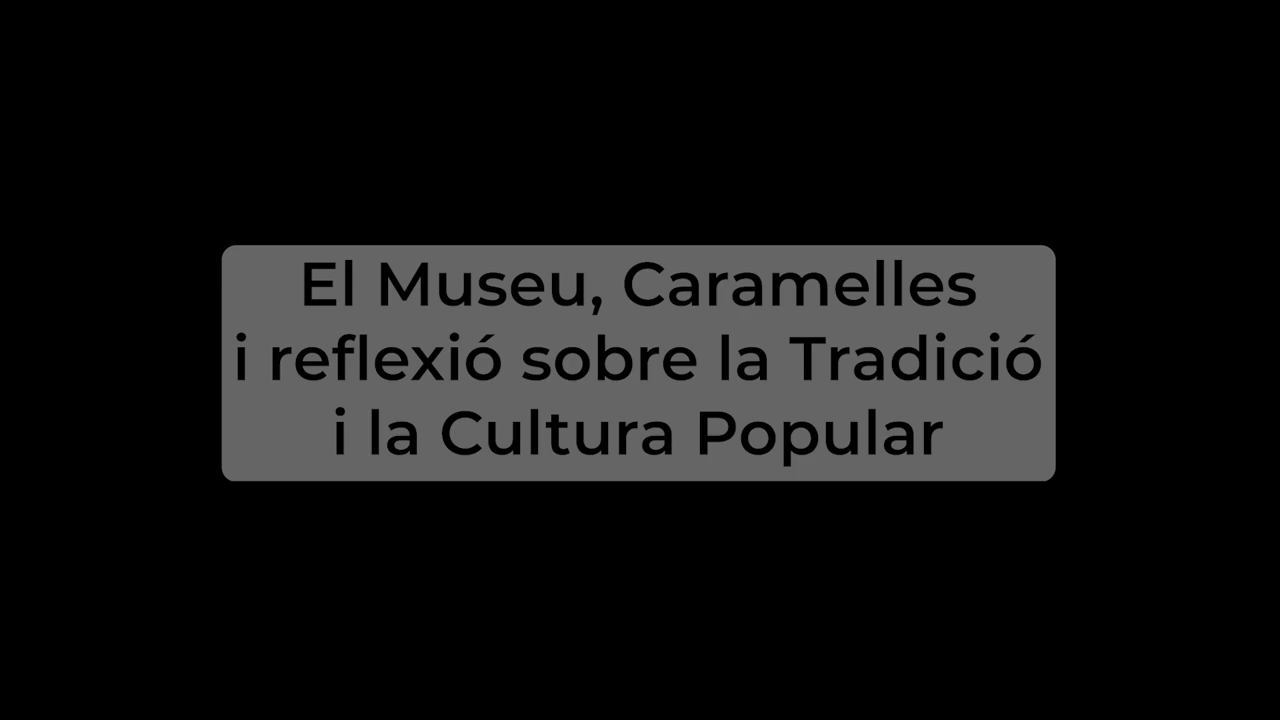 El Museu, Caramelles
i reflexió sobre la Tradició
i la Cultura Popular